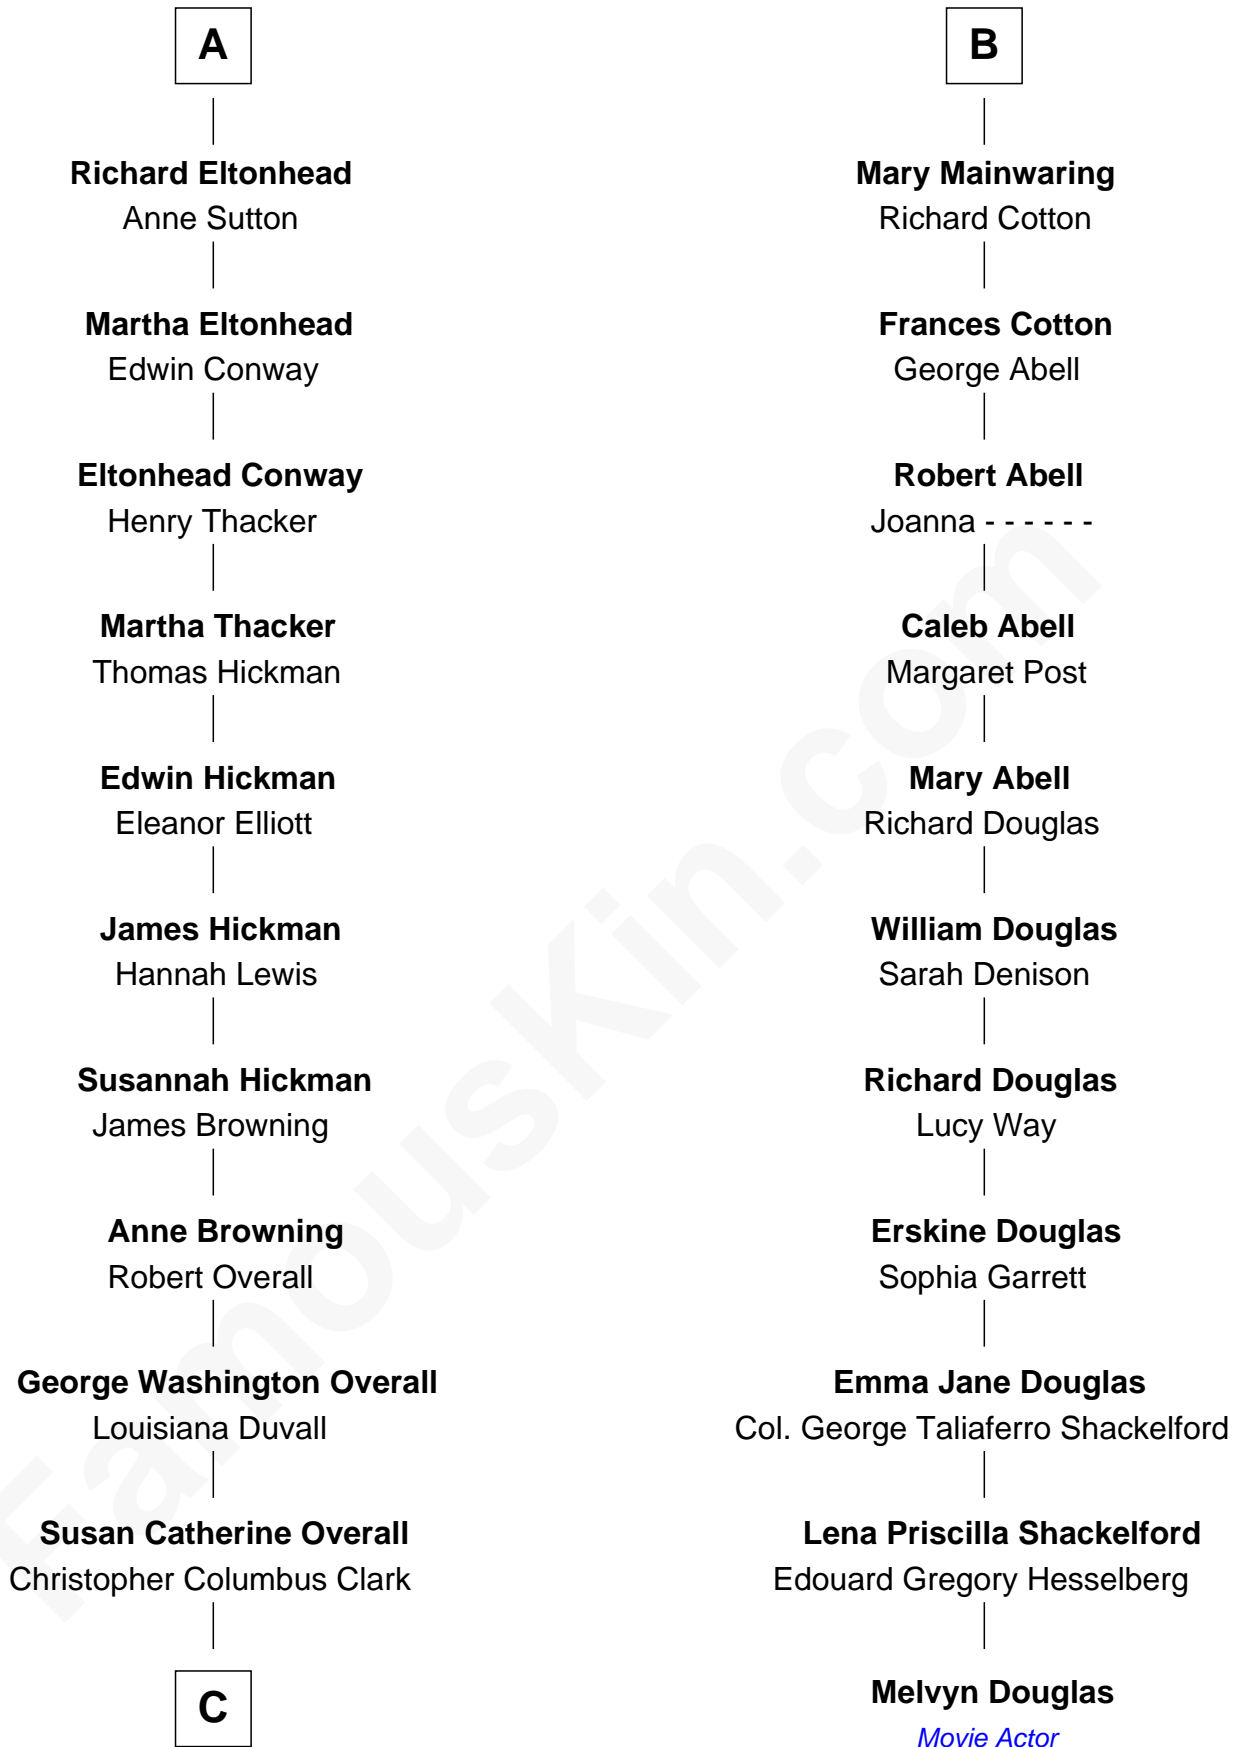 A
Richard Eltonhead
Anne Sutton
Martha Eltonhead
Edwin Conway
Eltonhead Conway
Henry Thacker
Martha Thacker
Thomas Hickman
Edwin Hickman
Eleanor Elliott
James Hickman
Hannah Lewis
Susannah Hickman
James Browning
Anne Browning
Robert Overall
George Washington Overall
Louisiana Duvall
Susan Catherine Overall
Christopher Columbus Clark
C
B
Mary Mainwaring
Richard Cotton
Frances Cotton
George Abell
Robert Abell
Joanna - - - - - -
Caleb Abell
Margaret Post
Mary Abell
Richard Douglas
William Douglas
Sarah Denison
Richard Douglas
Lucy Way
Erskine Douglas
Sophia Garrett
Emma Jane Douglas
Col. George Taliaferro Shackelford
Lena Priscilla Shackelford
Edouard Gregory Hesselberg
Melvyn Douglas
Movie Actor
FamousKin.com